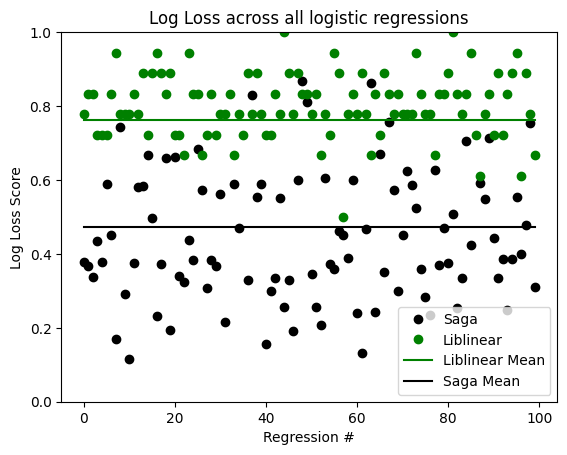 Log Loss across all logistic regressions
1.0
0.8
0.6
0.4
0.2
0.0
Log Loss Score
0
20
40
60
80
100
Regression #
Saga
Liblinear
Liblinear Mean
Saga Mean